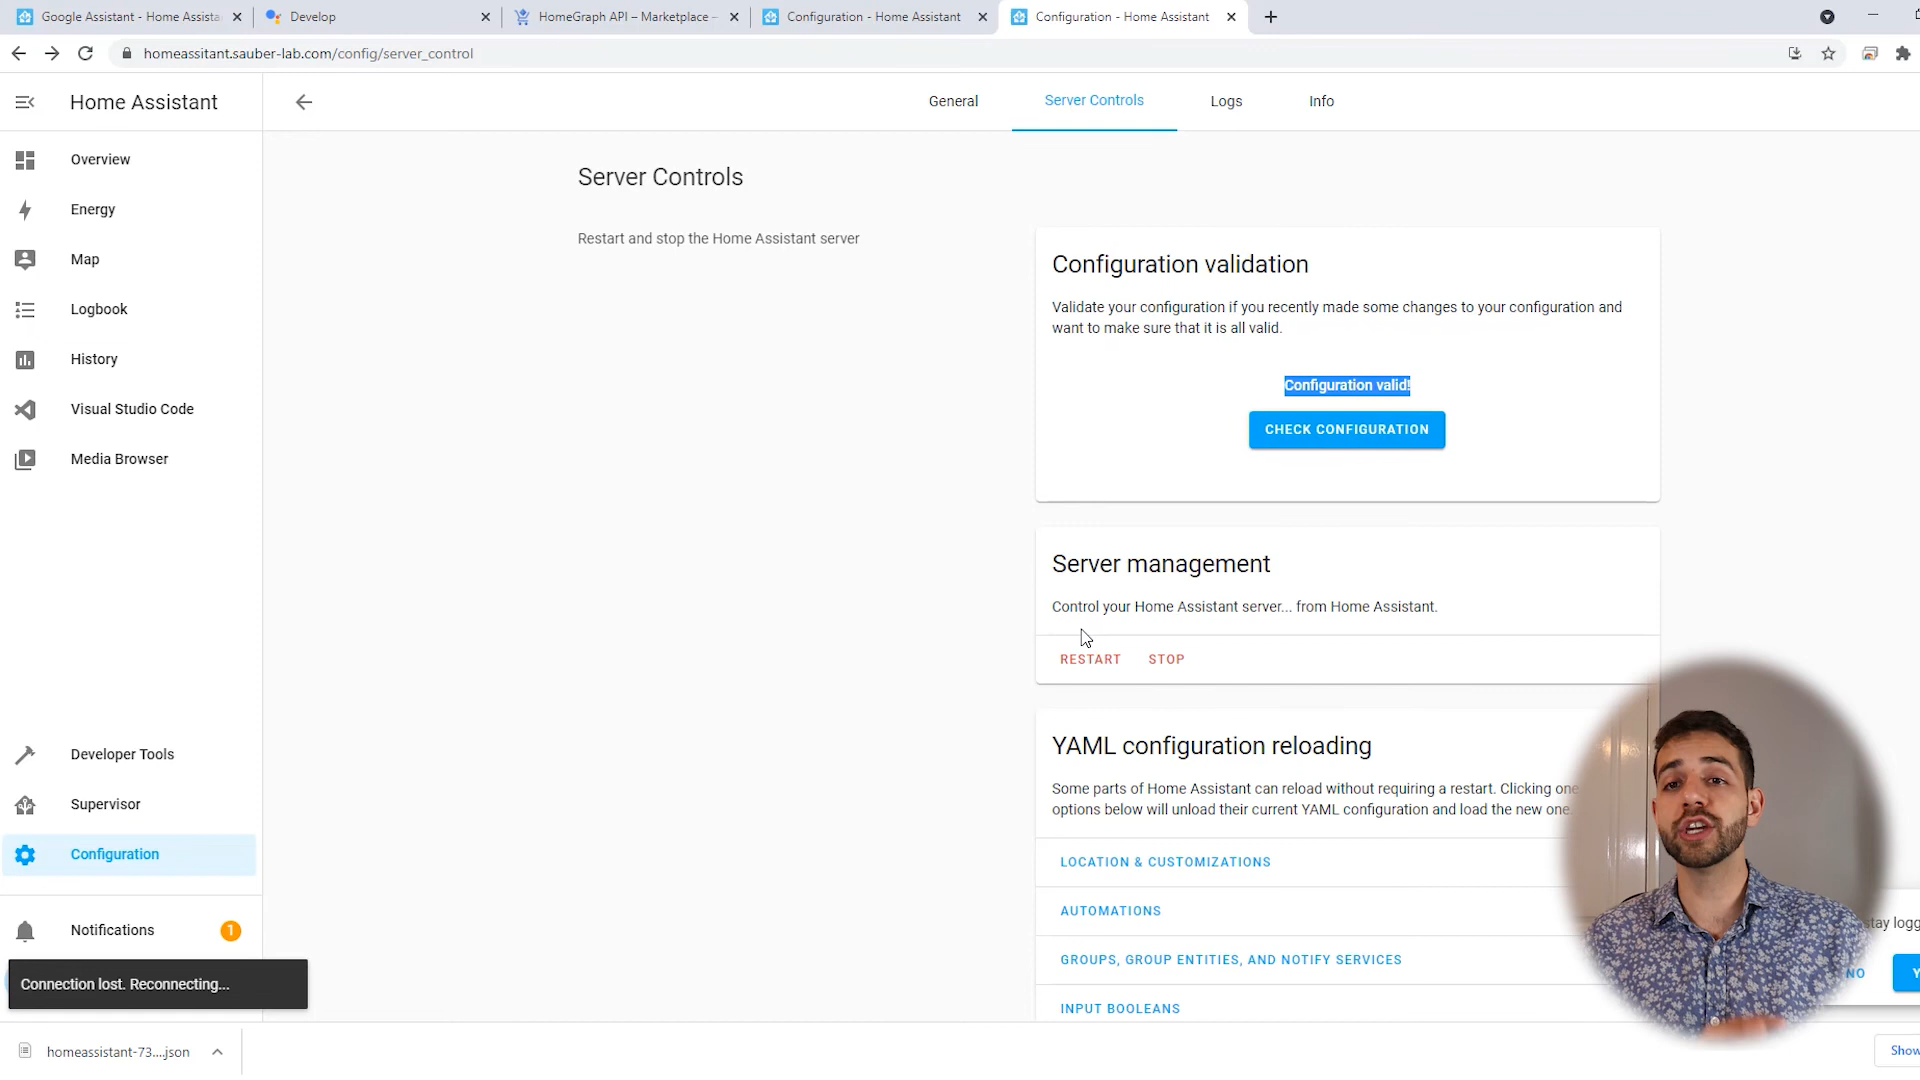 Google Assistant - Home Assista
Develop
HomeGraph API – Marketplace –
Configuration - Home Assistant
Configuration - Home Assistant
homeassitant.sauber-lab.com/config/server_control
Home Assistant
General
Server Controls
Logs
Info
Overview
Energy
Map
Logbook
History
Visual Studio Code
Media Browser
Developer Tools
Supervisor
Configuration
Notifications
1
Connection lost. Reconnecting...
Server Controls
Restart and stop the Home Assistant server
Configuration validation
Validate your configuration if you recently made some changes to your configuration and
want to make sure that it is all valid.
Configuration valid!
CHECK CONFIGURATION
Server management
Control your Home Assistant server... from Home Assistant.
RESTART STOP
YAML configuration reloading
Some parts of Home Assistant can reload without requiring a restart. Clicking one
options below will unload their current YAML configuration and load the new one.
LOCATION & CUSTOMIZATIONS
AUTOMATIONS
GROUPS, GROUP ENTITIES, AND NOTIFY SERVICES
INPUT BOOLEANS
stay logg
NO
Y
homeassistant-73....json
Show